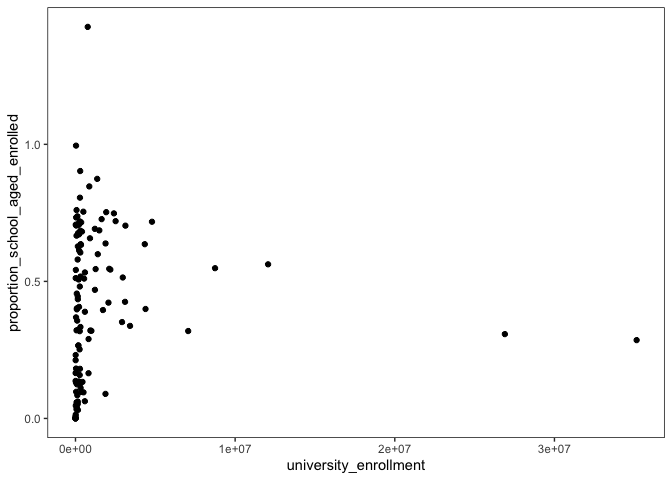 proportion_school_aged_enrolled
1.0
0.5
0.0
0e+00 1e+07 2e+07 3e+07
university_enrollment